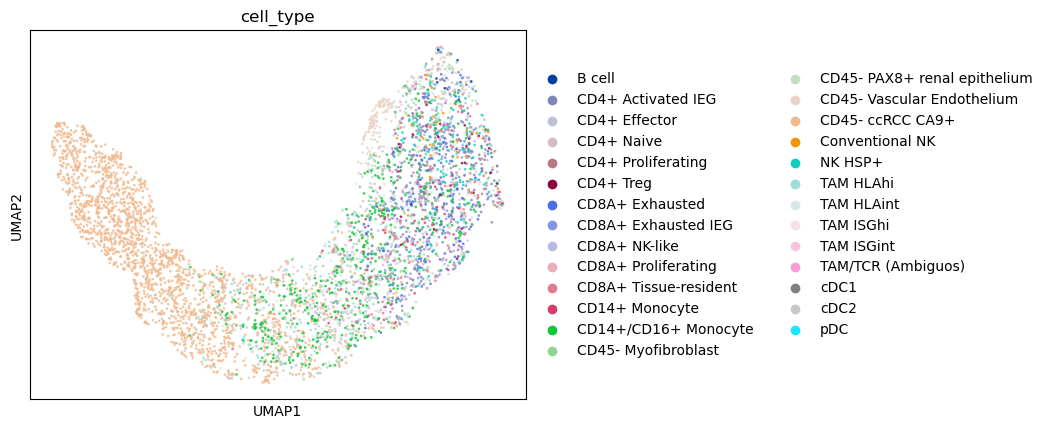 cell_type
UMAP2
UMAP1
B cell
CD4+ Activated IEG
CD4+ Effector
CD4+ Naive
CD4+ Proliferating
CD4+ Treg
CD8A+ Exhausted
CD8A+ Exhausted IEG
CD8A+ NK-like
CD8A+ Proliferating
CD8A+ Tissue-resident
CD14+ Monocyte
CD14+/CD16+ Monocyte
CD45- Myofibroblast
CD45- PAX8+ renal epithelium
CD45- Vascular Endothelium
CD45- ccRCC CA9+
Conventional NK
NK HSP+
TAM HLAhi
TAM HLAint
TAM ISGhi
TAM ISGint
TAM/TCR (Ambiguos)
cDC1
cDC2
pDC